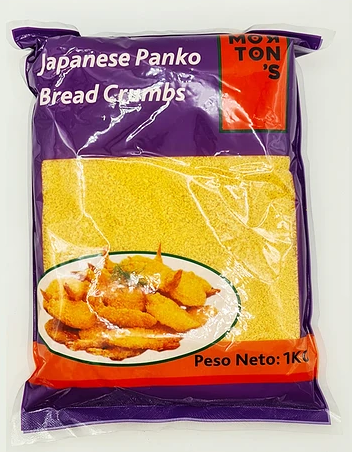 Japanese Panko
Bread Crumbs
MOR
TON
'S
Peso Neto: 1KG